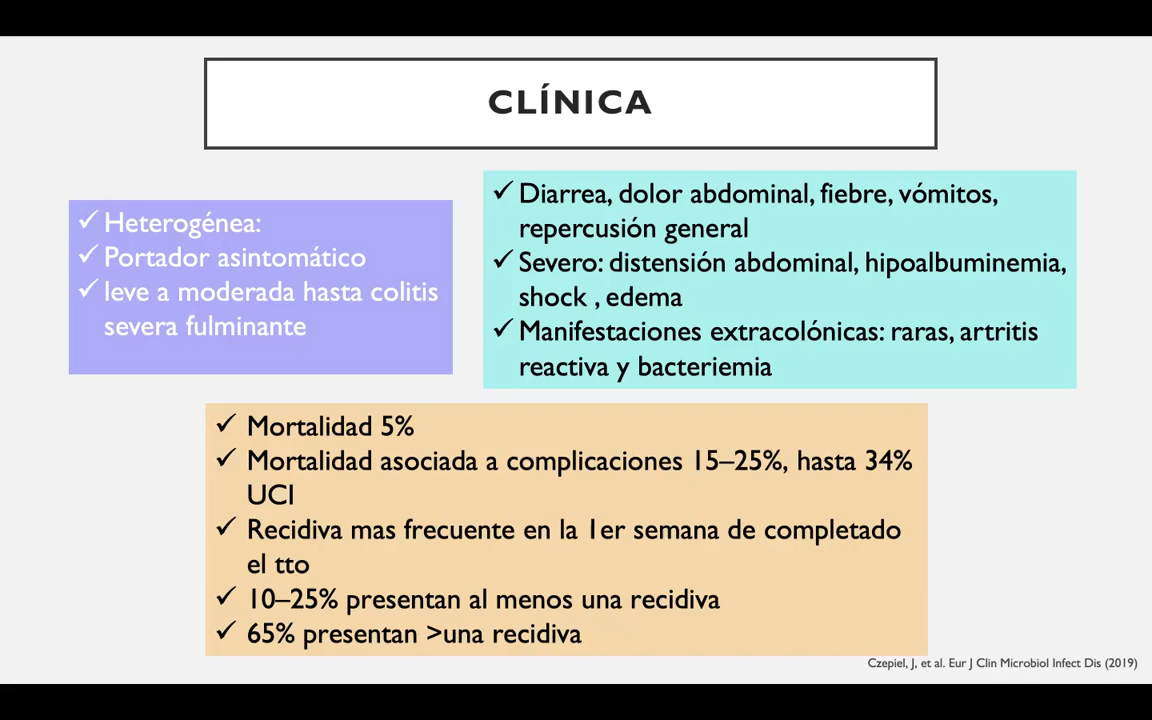 CLÍNICA
✓ Heterogénea:
✓ Portador asintomático
✓ leve a moderada hasta colitis
severa fulminante
✓ Diarrea, dolor abdominal, fiebre, vómitos,
repercusión general
✓ Severo: distensión abdominal, hipoalbuminemia,
shock , edema
✓ Manifestaciones extracolónicas: raras, artritis
reactiva y bacteriemia
✓ Mortalidad 5%
✓ Mortalidad asociada a complicaciones 15–25%, hasta 34%
UCI
✓ Recidiva mas frecuente en la 1er semana de completado
el tto
✓ 10–25% presentan al menos una recidiva
✓ 65% presentan >una recidiva
Czepiel, J, et al. Eur J Clin Microbiol Infect Dis (2019)